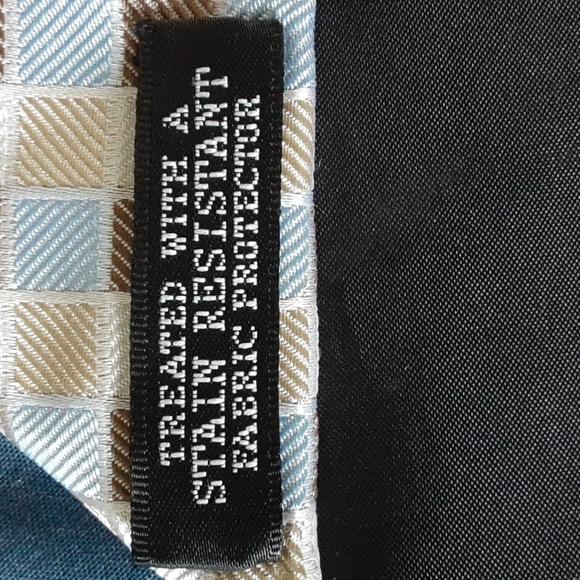 TREATED WITH A
STAIN RESISTANT
FABRIC PROTECTOR